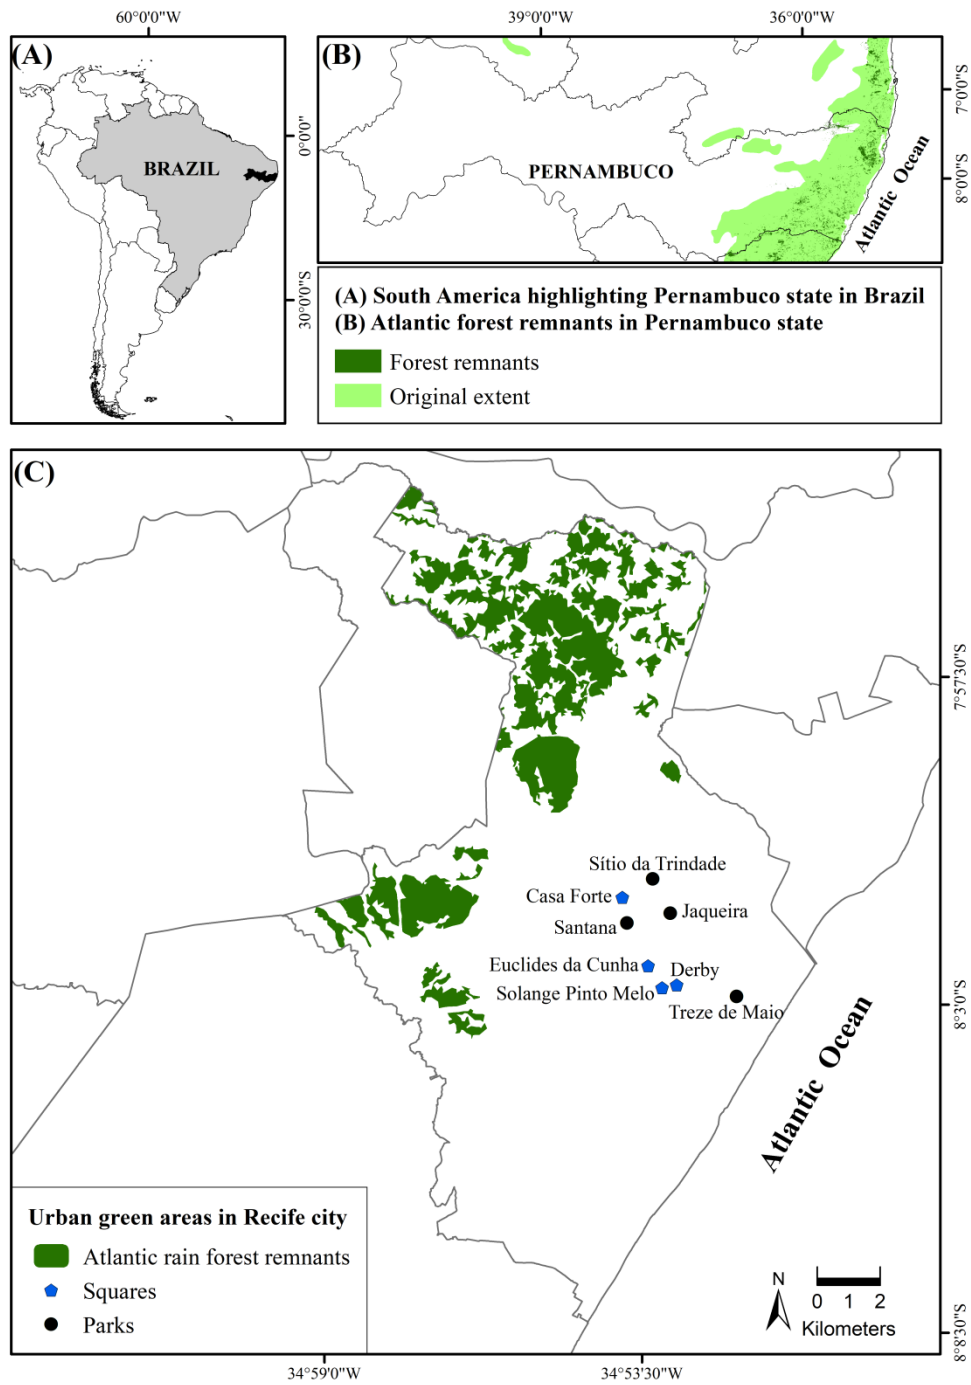 60°0'0"W
39°0'0"W
36°0'0"W
(A)
BRAZIL
0°0'0"
30°0'0"S
(B)
PERNAMBUCO
Atlantic Ocean
7°0'0"S
8°0'0"S
(A) South America highlighting Pernambuco state in Brazil
(B) Atlantic forest remnants in Pernambuco state
Forest remnants
Original extent
(C)
7°57'30"S
Sítio da Trindade
Casa Forte
Jaqueira
Santana
Euclides da Cunha
Derby
Solange Pinto Melo
Treze de Maio
8°3'0"S
Atlantic Ocean
Urban green areas in Recife city
Atlantic rain forest remnants
Squares
Parks
N
0 1 2
Kilometers
8°8'30"S
34°59'0"W
34°53'30"W